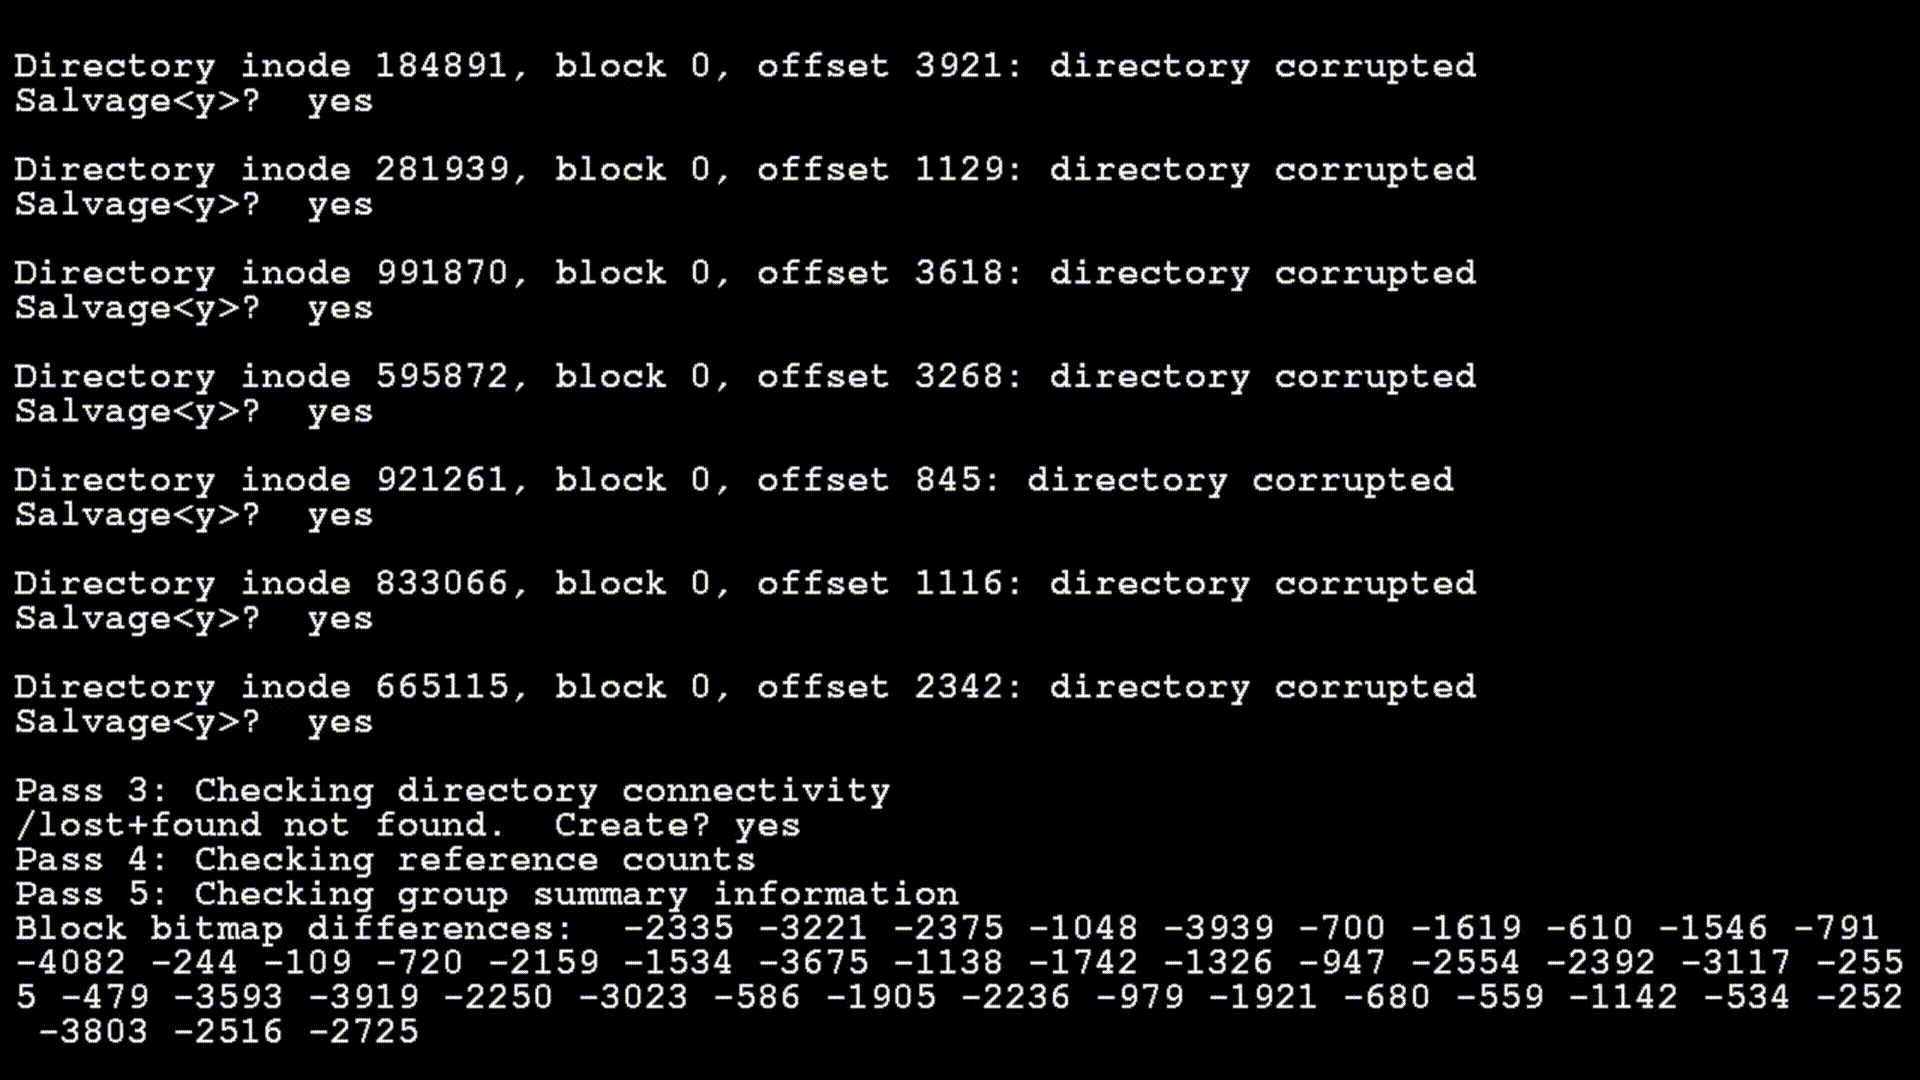 Directory inode 184891, block 0, offset 3921: directory corrupted
Salvage<y>?  yes
Directory inode 281939, block 0, offset 1129: directory corrupted
Salvage<y>?  yes
Directory inode 991870, block 0, offset 3618: directory corrupted
Salvage<y>?  yes
Directory inode 595872, block 0, offset 3268: directory corrupted
Salvage<y>?  yes
Directory inode 921261, block 0, offset 845: directory corrupted
Salvage<y>?  yes
Directory inode 833066, block 0, offset 1116: directory corrupted
Salvage<y>?  yes
Directory inode 665115, block 0, offset 2342: directory corrupted
Salvage<y>?  yes
Pass 3: Checking directory connectivity
/lost+found not found.  Create? yes
Pass 4: Checking reference counts
Pass 5: Checking group summary information
Block bitmap differences:  -2335 -3221 -2375 -1048 -3939 -700 -1619 -610 -1546 -791
-4082 -244 -109 -720 -2159 -1534 -3675 -1138 -1742 -1326 -947 -2554 -2392 -3117 -255
5 -479 -3593 -3919 -2250 -3023 -586 -1905 -2236 -979 -1921 -680 -559 -1142 -534 -252
 -3803 -2516 -2725